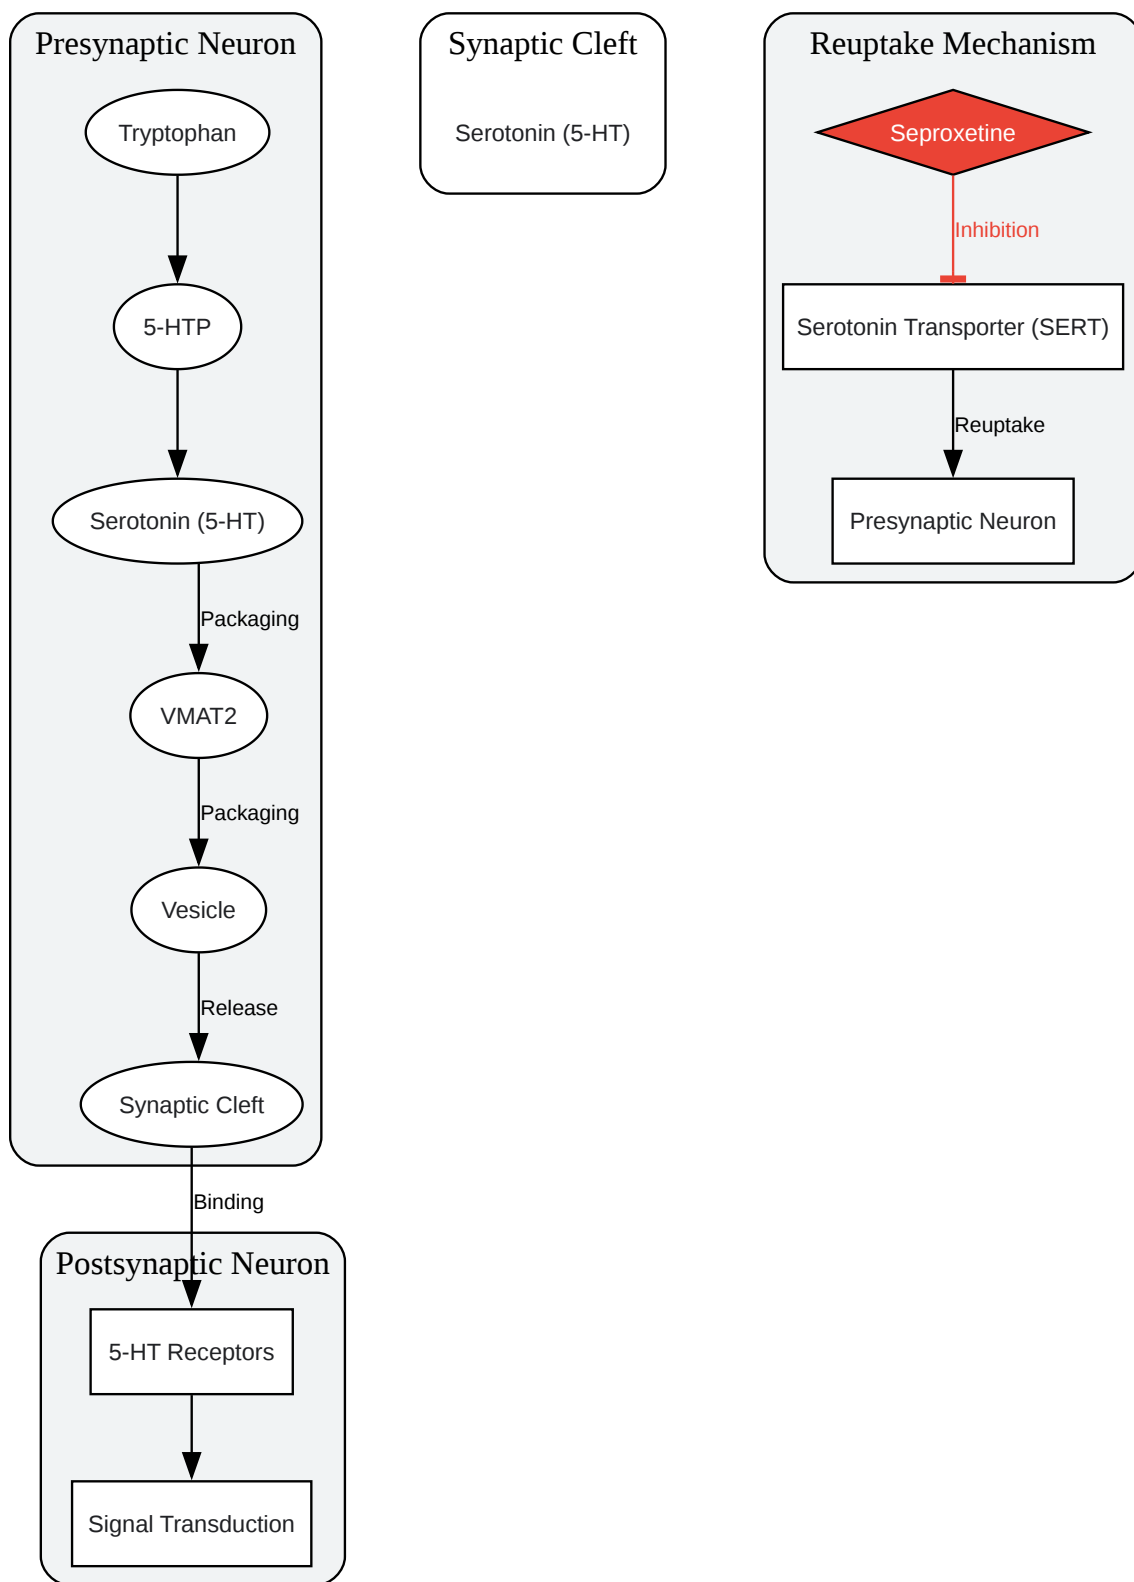 Presynaptic Neuron
Tryptophan
5-HTP
Serotonin (5-HT)
Packaging
VMAT2
Packaging
Vesicle
Release
Synaptic Cleft
Binding
Postsynaptic Neuron
5-HT Receptors
Signal Transduction
Synaptic Cleft
Serotonin (5-HT)
Reuptake Mechanism
Seproxetine
Inhibition
Serotonin Transporter (SERT)
Reuptake
Presynaptic Neuron